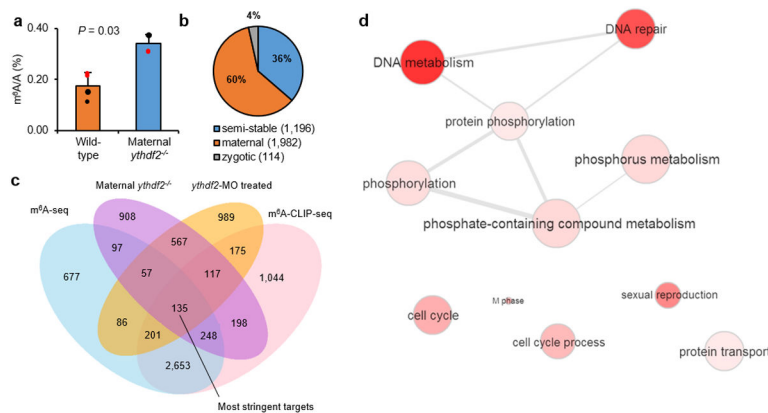 a
P = 0.03
m⁶A/A (%)
0.40
0.20
0.00
Wild-
type
Maternal
ythdf2⁻/⁻
b
4%
36%
60%
semi-stable (1,196)
maternal (1,982)
zygotic (114)
c
Maternal ythdf2⁻/⁻
ythdf2-MO treated
m⁶A-seq
m⁶A-CLIP-seq
908
989
97
567
175
677
57
117
1,044
135
86
201
248
198
2,653
Most stringent targets
d
DNA repair
DNA metabolism
protein phosphorylation
phosphorus metabolism
phosphorylation
phosphate-containing compound metabolism
sexual reproduction
M phase
cell cycle
cell cycle process
protein transport